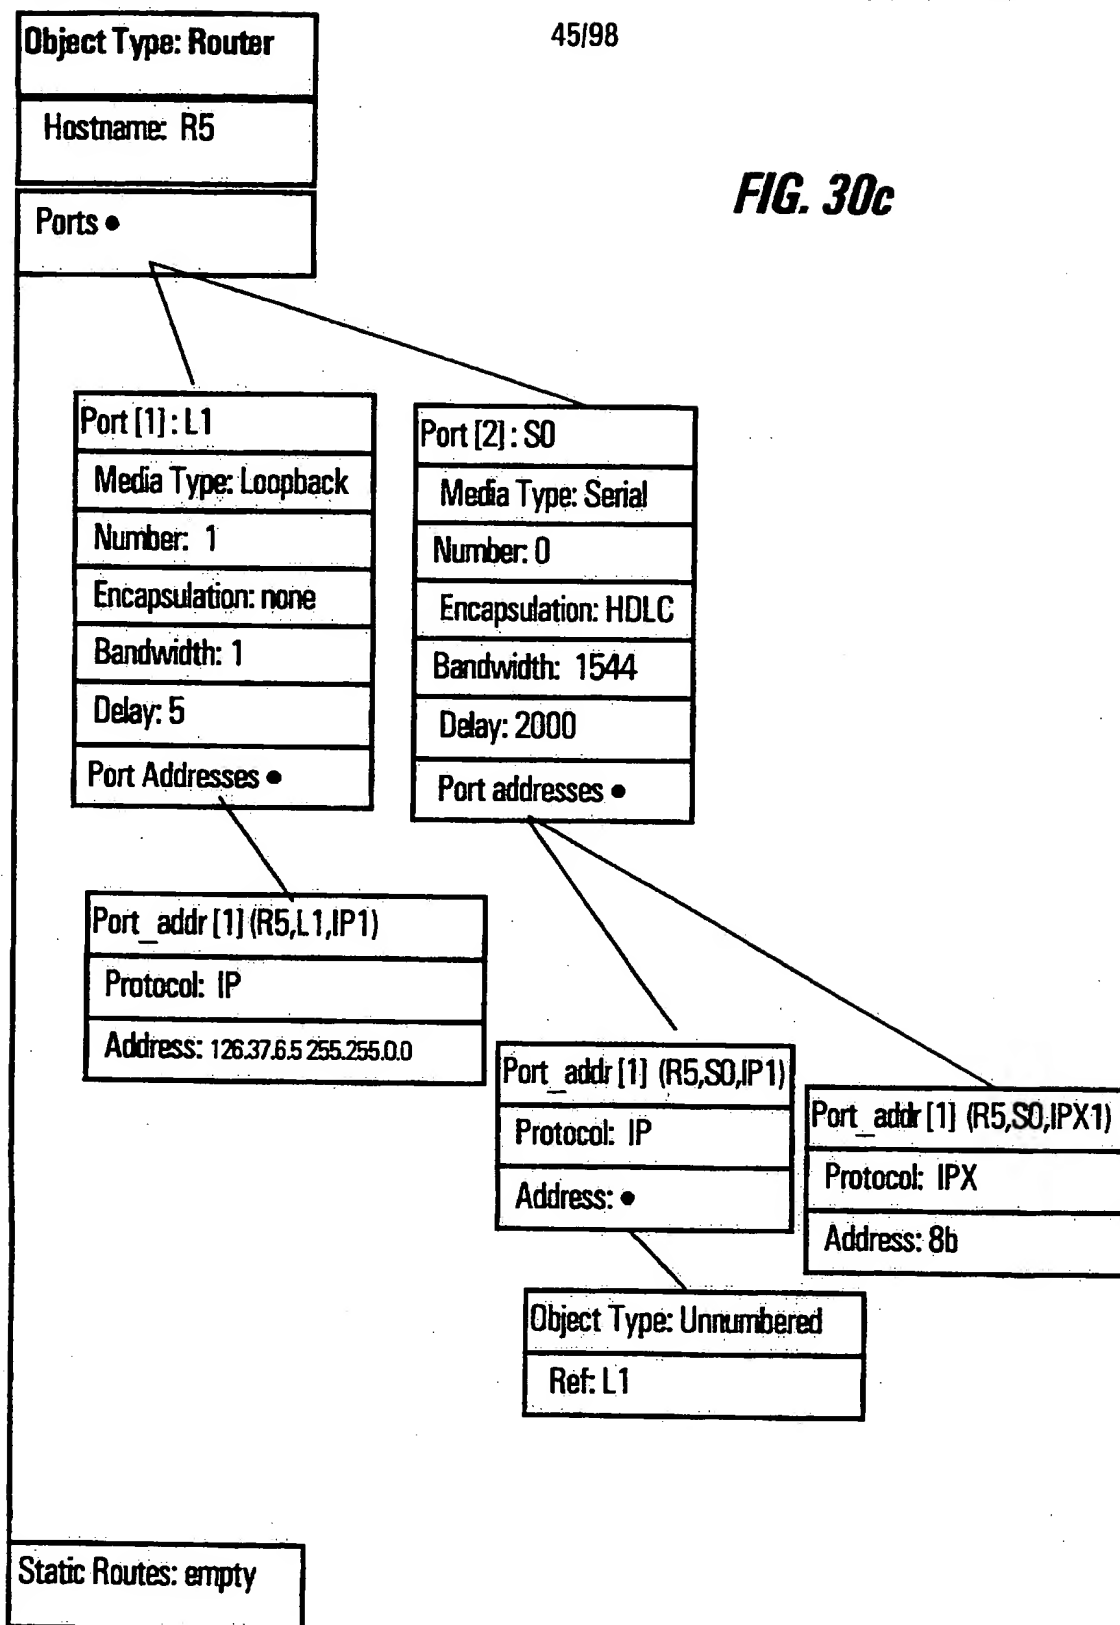 45/98
Object Type: Router
Hostname: R5
FIG. 30c
Ports •
Port [1] : L1
Media Type: Loopback
Number: 1
Encapsulation: none
Bandwidth: 1
Delay: 5
Port Addresses •
Port [2] : S0
Media Type: Serial
Number: 0
Encapsulation: HDLC
Bandwidth: 1544
Delay: 2000
Port addresses •
Port_addr [1] (R5,L1,IP1)
Protocol: IP
Address: 126.37.6.5 255.255.0.0
Port_addr [1] (R5,S0,IP1)
Protocol: IP
Address: •
Port_addr [1] (R5,S0,IPX1)
Protocol: IPX
Address: 8b
Object Type: Unnumbered
Ref: L1
Static Routes: empty